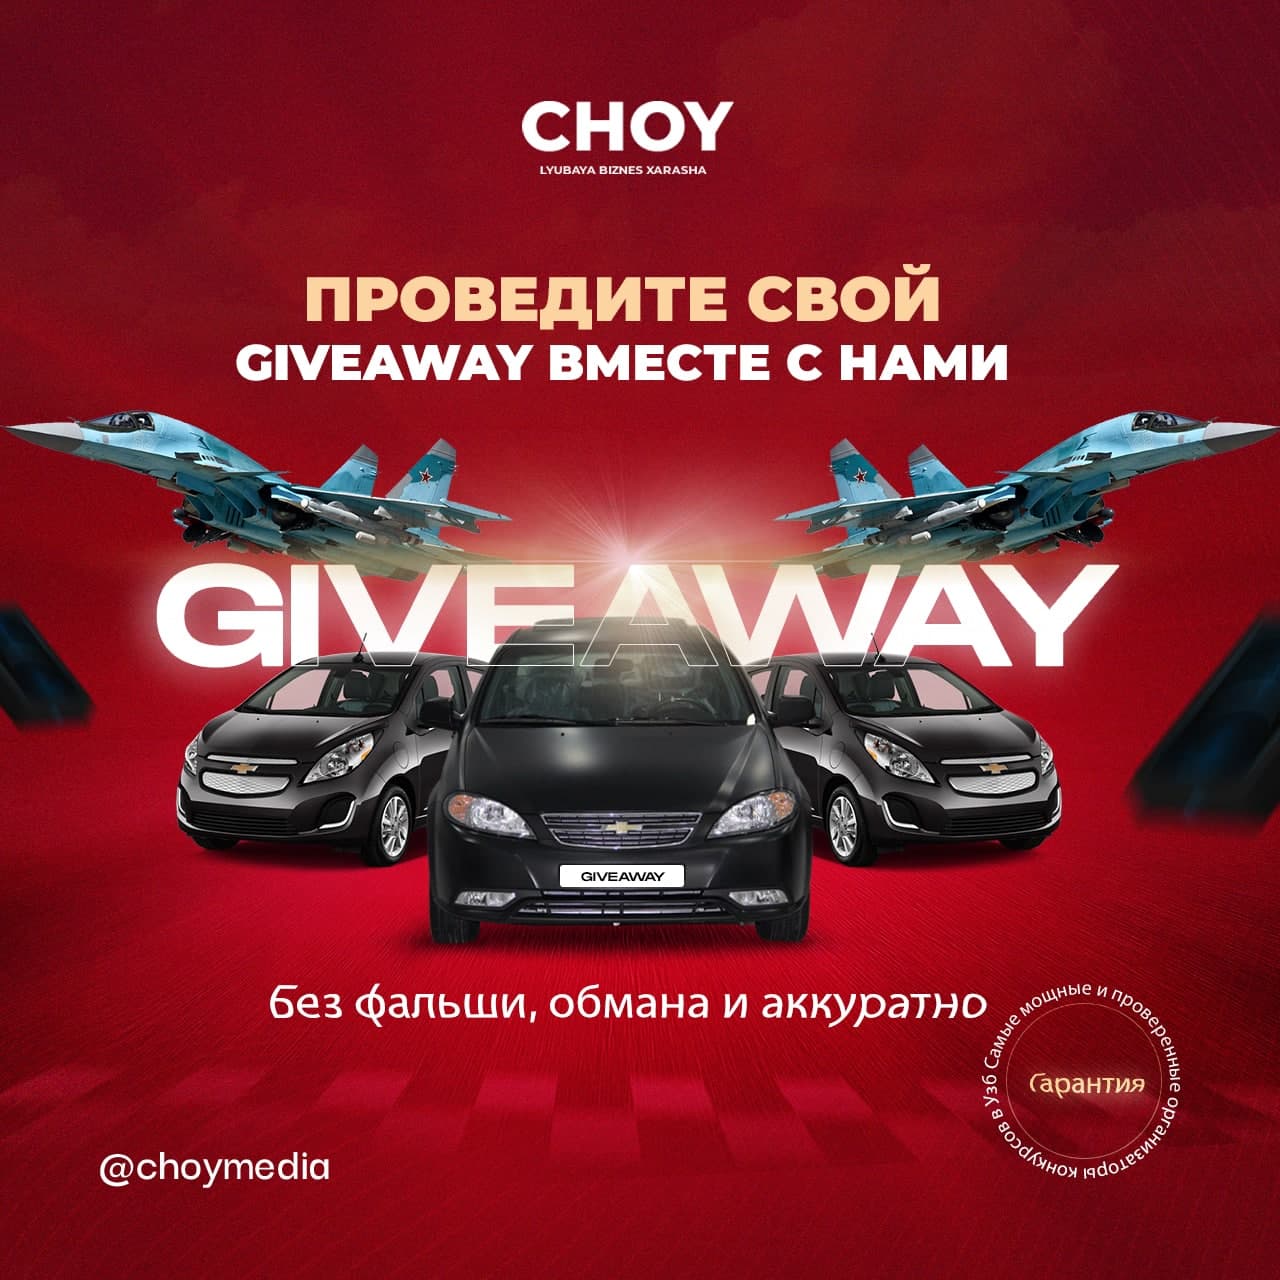 CHOY
LYUBAYA BIZNES XARASHA
ПРОВЕДИТЕ СВОЙ
GIVEAWAY ВМЕСТЕ С НАМИ
GIVEAWAY
GIVEAWAY
Без фальши, обмана и аккуратно
Самые мощные и проверенные организаторы конкурсов в Узб
Гарантия
@choymedia